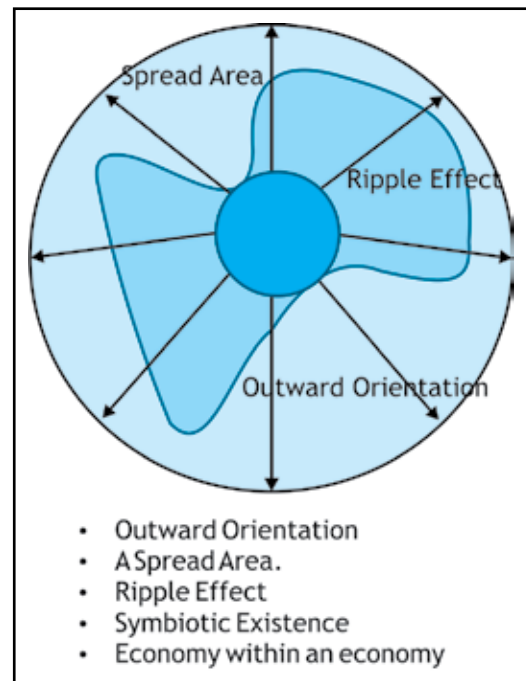 Spread Area
Ripple Effect
Outward Orientation
• Outward Orientation
• A Spread Area.
• Ripple Effect
• Symbiotic Existence
• Economy within an economy